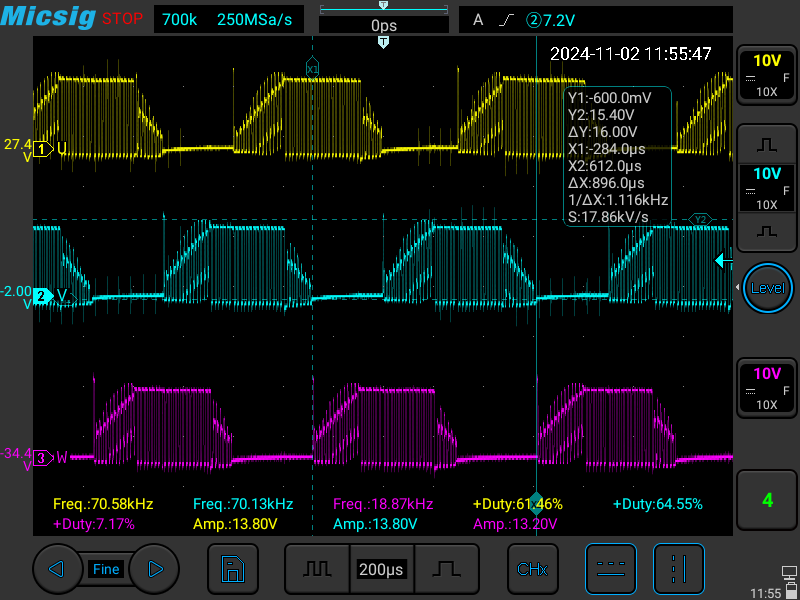 Micsig STOP 700k 250MSa/s 0ps A ②7.2V
T
T
2024-11-02 11:55:47
X1
Y1:-600.0mV
Y2:15.40V
ΔY:16.00V
X1:-284.0µs
X2:612.0µs
ΔX:896.0µs
1/ΔX:1.116kHz
S:17.86kV/s
27.4 V
1 U
Y2
-2.00 V
2 V
T
-34.4 V
3 W
Freq.:70.58kHz Freq.:70.13kHz Freq.:18.87kHz +Duty:61.46% +Duty:64.55%
+Duty:7.17% Amp.:13.80V Amp.:13.80V Amp.:13.20V
10V
F
10X
10V
F
10X
Level
10V
F
10X
4
Fine 200µs CHx
11:55